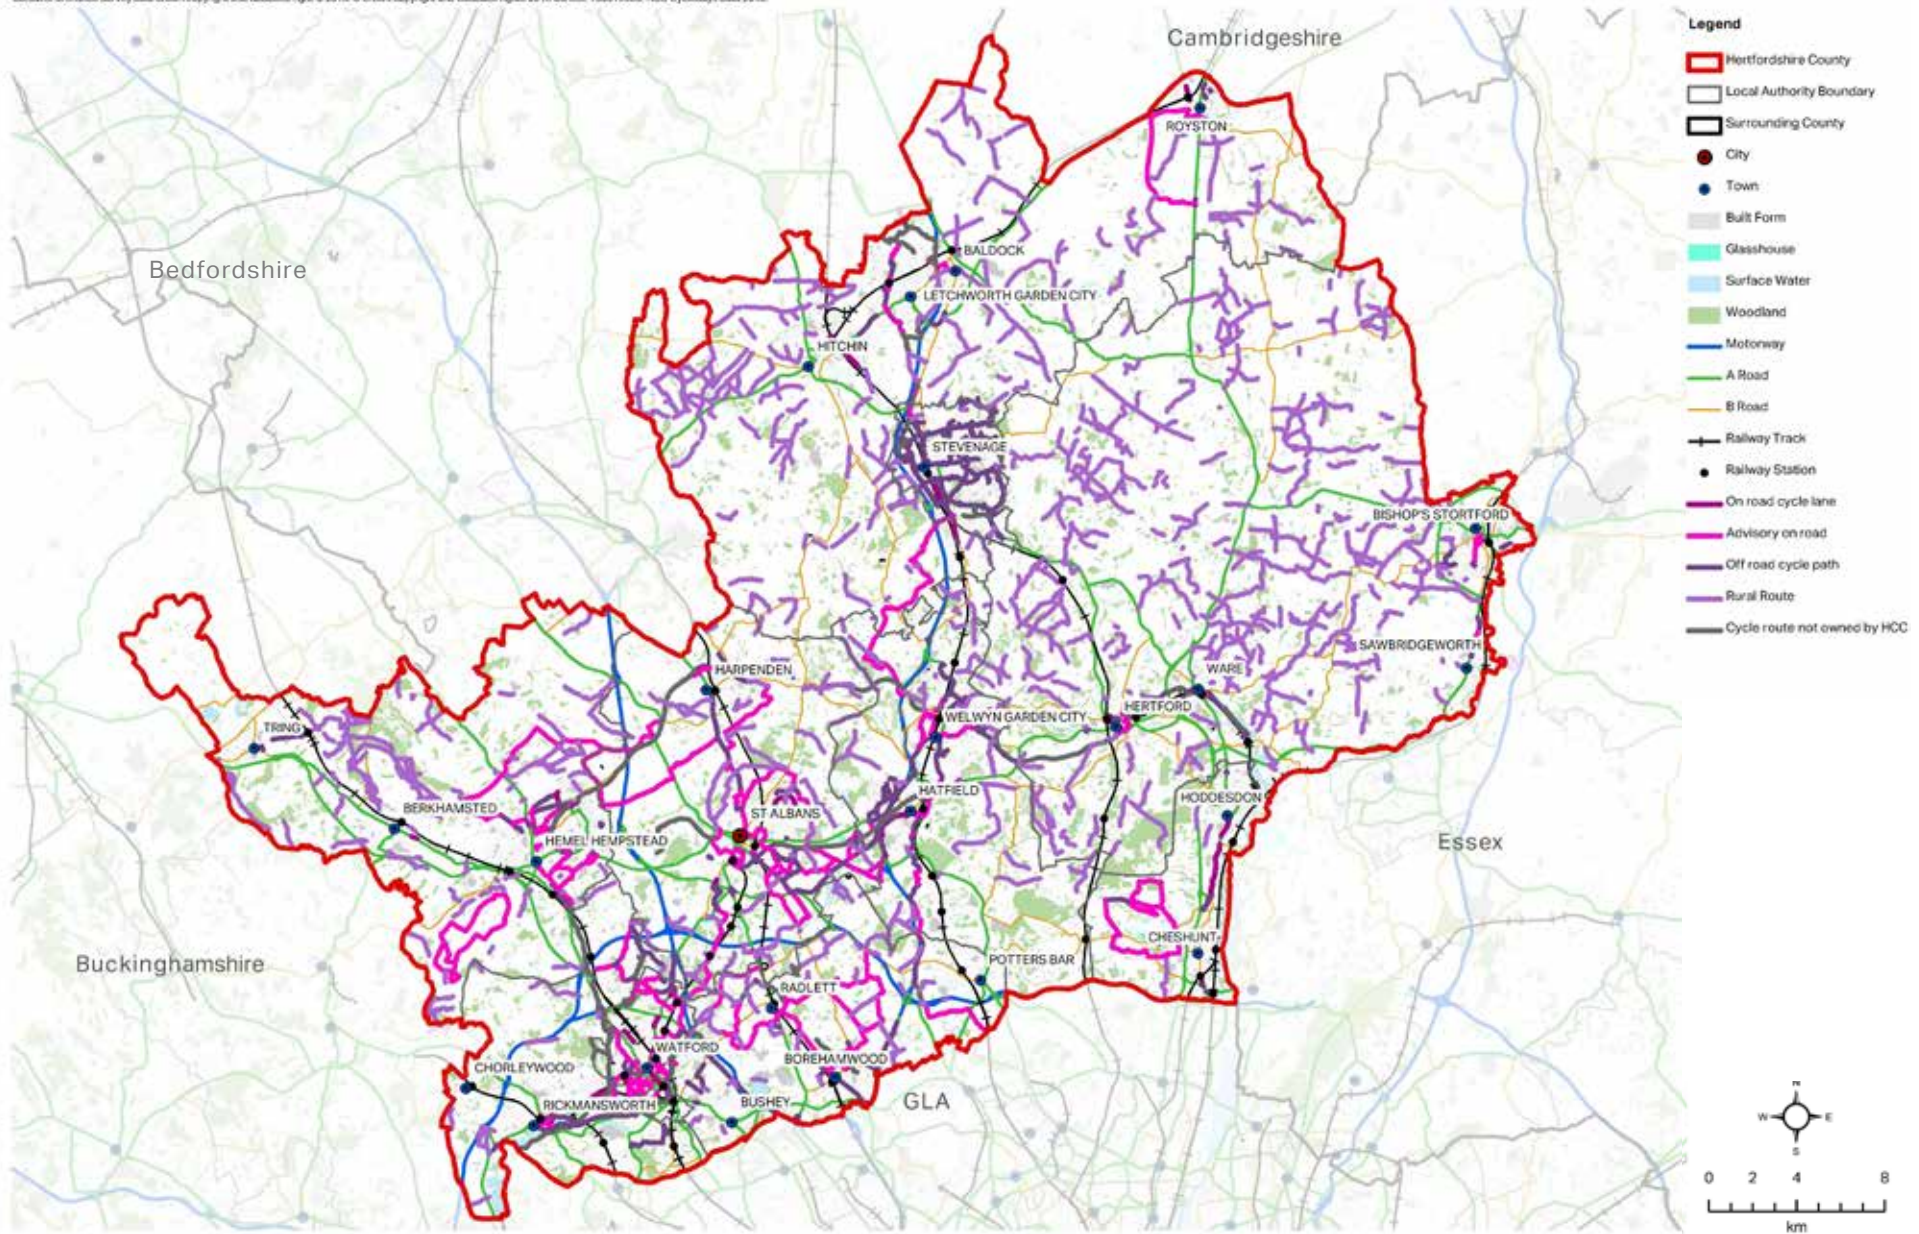 Cambridgeshire
ROYSTON
Bedfordshire
BALDOCK
LETCHWORTH GARDEN CITY
HITCHIN
STEVENAGE
BISHOP'S STORTFORD
SAWBRIDGEWORTH
HARPENDEN
WARE
HERTFORD
WELWYN GARDEN CITY
TRING
HATFIELD
HODDESDON
BERKHAMSTED
ST ALBANS
HEMEL HEMPSTEAD
Essex
CHESHUNT
Buckinghamshire
POTTERS BAR
RADLETT
WATFORD
BOREHAMWOOD
CHORLEYWOOD
RICKMANSWORTH
BUSHEY
GLA
Legend
Hertfordshire County
Local Authority Boundary
Surrounding County
City
Town
Built Form
Glasshouse
Surface Water
Woodland
Motorway
A Road
B Road
Railway Track
Railway Station
On road cycle lane
Advisory on road
Off road cycle path
Rural Route
Cycle route not owned by HCC
N
W E
S
0 2 4 8
km